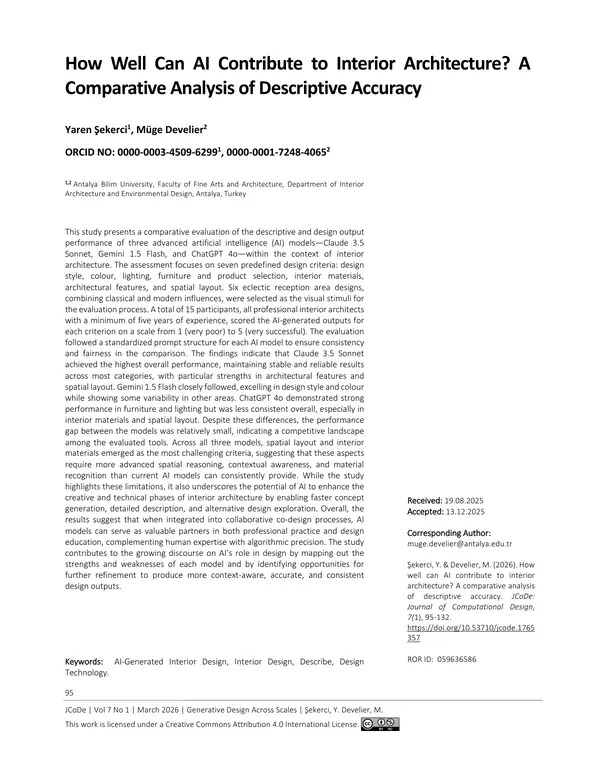 How Well Can AI Contribute to Interior Architecture? A
Comparative Analysis of Descriptive Accuracy
Yaren Şekerci1, Müge Develier2
ORCID NO: 0000-0003-4509-62991, 0000-0001-7248-40652
1,2 Antalya Bilim University, Faculty of Fine Arts and Architecture, Department of Interior
Architecture and Environmental Design, Antalya, Turkey
This study presents a comparative evaluation of the descriptive and design output
performance of three advanced artificial intelligence (AI) models—Claude 3.5
Sonnet, Gemini 1.5 Flash, and ChatGPT 4o—within the context of interior
architecture. The assessment focuses on seven predefined design criteria: design
style, colour, lighting, furniture and product selection, interior materials,
architectural features, and spatial layout. Six eclectic reception area designs,
combining classical and modern influences, were selected as the visual stimuli for
the evaluation process. A total of 15 participants, all professional interior architects
with a minimum of five years of experience, scored the AI-generated outputs for
each criterion on a scale from 1 (very poor) to 5 (very successful). The evaluation
followed a standardized prompt structure for each AI model to ensure consistency
and fairness in the comparison. The findings indicate that Claude 3.5 Sonnet
achieved the highest overall performance, maintaining stable and reliable results
across most categories, with particular strengths in architectural features and
spatial layout. Gemini 1.5 Flash closely followed, excelling in design style and colour
while showing some variability in other areas. ChatGPT 4o demonstrated strong
performance in furniture and lighting but was less consistent overall, especially in
interior materials and spatial layout. Despite these differences, the performance
gap between the models was relatively small, indicating a competitive landscape
among the evaluated tools. Across all three models, spatial layout and interior
materials emerged as the most challenging criteria, suggesting that these aspects
require more advanced spatial reasoning, contextual awareness, and material
recognition than current AI models can consistently provide. While the study
highlights these limitations, it also underscores the potential of AI to enhance the
creative and technical phases of interior architecture by enabling faster concept
generation, detailed description, and alternative design exploration. Overall, the
results suggest that when integrated into collaborative co-design processes, AI
models can serve as valuable partners in both professional practice and design
education, complementing human expertise with algorithmic precision. The study
contributes to the growing discourse on AI's role in design by mapping out the
strengths and weaknesses of each model and by identifying opportunities for
further refinement to produce more context-aware, accurate, and consistent
design outputs.
Received: 19.08.2025
Accepted: 13.12.2025
Corresponding Author:
muge.develier@antalya.edu.tr
Şekerci, Y. & Develier, M. (2026). How
well can AI contribute to interior
architecture? A comparative analysis
of descriptive accuracy. JCoDe:
Journal of Computational Design,
7(1), 95-132.
https://doi.org/10.53710/jcode.1765
357
ROR ID: 059636586
Keywords: AI-Generated Interior Design, Interior Design, Describe, Design
Technology.
95
JCoDe | Vol 7 No 1 | March 2026 | Generative Design Across Scales | Şekerci, Y. Develier, M.
This work is licensed under a Creative Commons Attribution 4.0 International License.